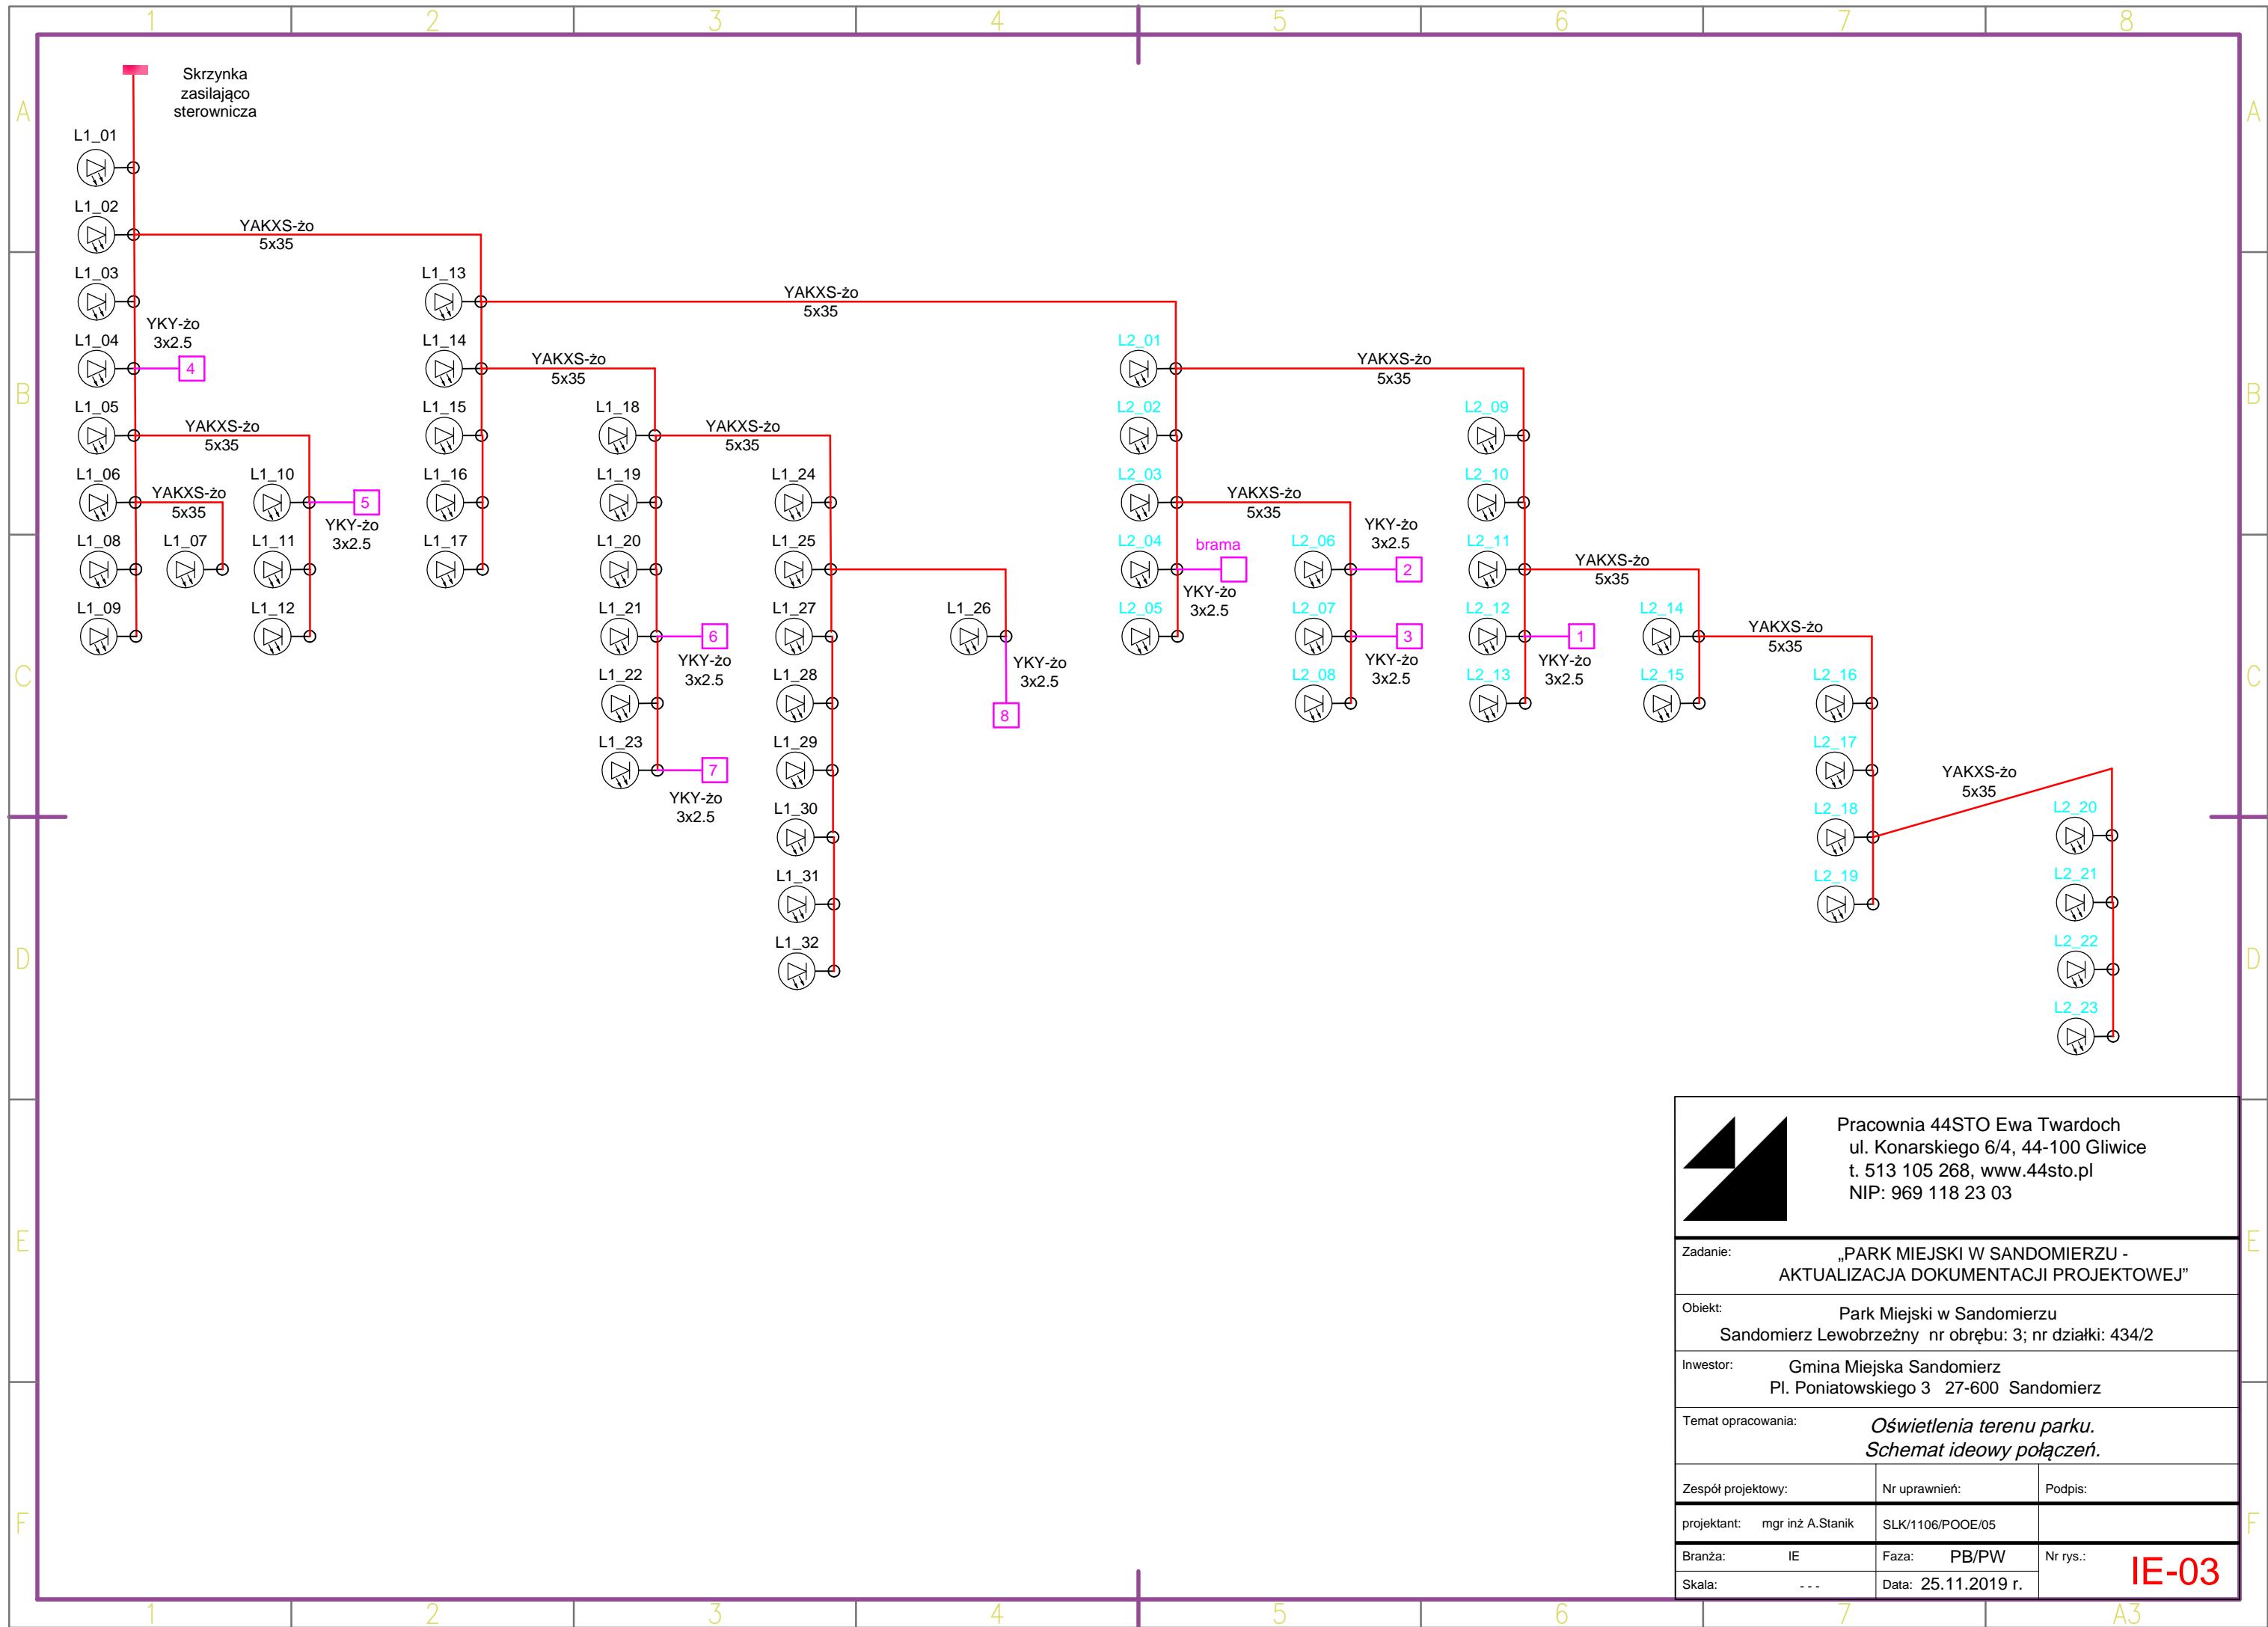 1 2 3 4 5 6 7 8
A A
B B
C C
D D
E E
F F
Skrzynka
zasilająco
sterownicza
L1_01
L1_02
YAKXS-żo
5x35
L1_03
YKY-żo
3x2.5
L1_04
4
L1_05
YAKXS-żo
5x35
L1_06
YAKXS-żo
5x35
L1_08
L1_07
L1_09
L1_10
5
YKY-żo
3x2.5
L1_11
L1_12
L1_13
YAKXS-żo
5x35
L1_14
YAKXS-żo
5x35
L1_15
L1_16
L1_17
L1_18
YAKXS-żo
5x35
L1_19
L1_20
L1_21
6
YKY-żo
3x2.5
L1_22
L1_23
7
YKY-żo
3x2.5
L1_24
L1_25
L1_27
L1_28
L1_29
L1_30
L1_31
L1_32
L1_26
YKY-żo
3x2.5
8
L2_01
YAKXS-żo
5x35
L2_02
L2_03
YAKXS-żo
5x35
L2_04
brama
YKY-żo
3x2.5
L2_05
L2_06
YKY-żo
3x2.5
2
L2_07
3
YKY-żo
3x2.5
L2_08
L2_09
L2_10
L2_11
YAKXS-żo
5x35
L2_12
1
YKY-żo
3x2.5
L2_13
L2_14
YAKXS-żo
5x35
L2_15
L2_16
L2_17
YAKXS-żo
5x35
L2_18
L2_19
L2_20
L2_21
L2_22
L2_23
Pracownia 44STO Ewa Twardoch
ul. Konarskiego 6/4, 44-100 Gliwice
t. 513 105 268, www.44sto.pl
NIP: 969 118 23 03
Zadanie: „PARK MIEJSKI W SANDOMIERZU -
AKTUALIZACJA DOKUMENTACJI PROJEKTOWEJ”
Obiekt: Park Miejski w Sandomierzu
Sandomierz Lewobrzeżny nr obrębu: 3; nr działki: 434/2
Inwestor: Gmina Miejska Sandomierz
Pl. Poniatowskiego 3 27-600 Sandomierz
Temat opracowania: Oświetlenia terenu parku.
Schemat ideowy połączeń.
Zespół projektowy: Nr uprawnień: Podpis:
projektant: mgr inż A.Stanik SLK/1106/POOE/05
Branża: IE Faza: PB/PW Nr rys.: IE-03
Skala: - - - Data: 25.11.2019 r.
1 2 3 4 5 6 7 A3